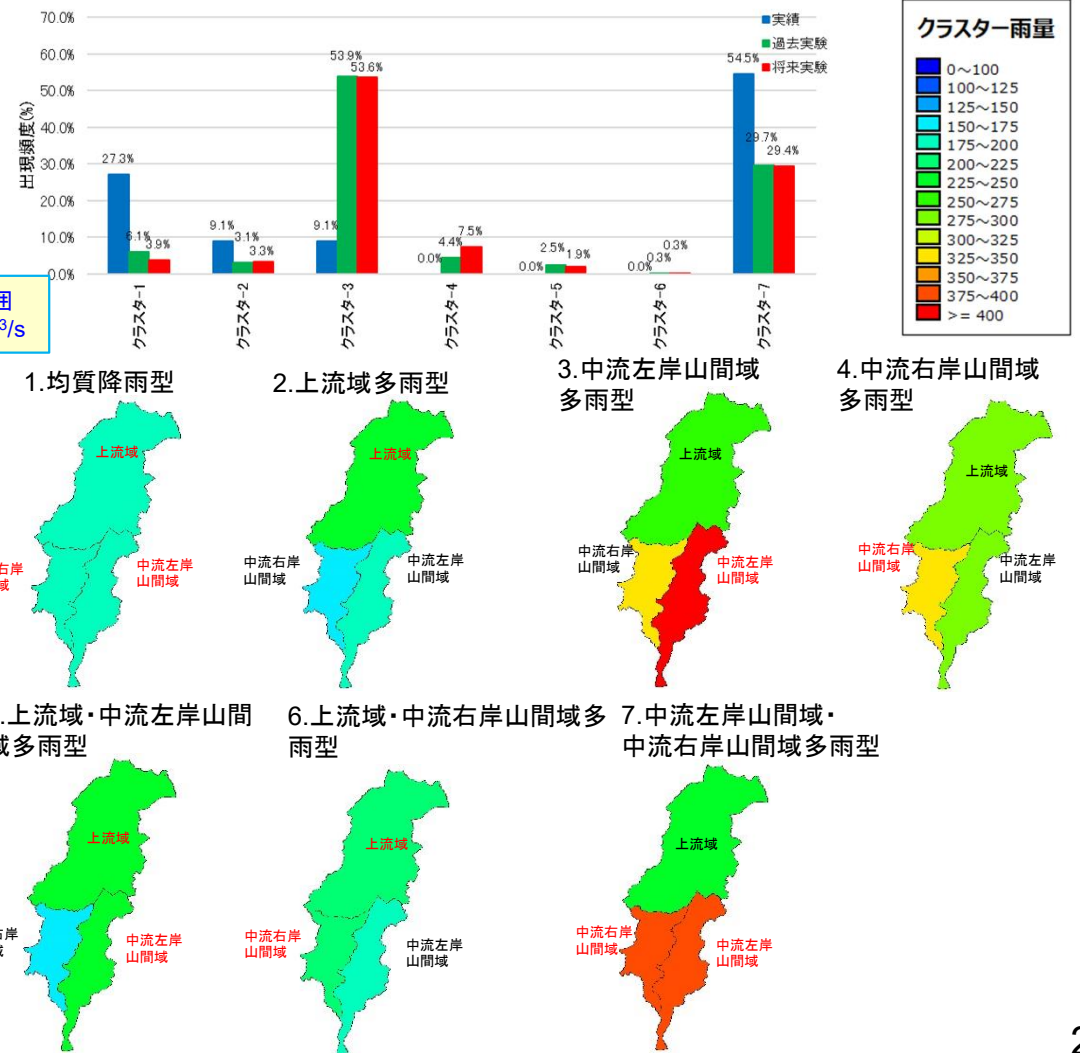 70.0%
60.0%
50.0%
40.0%
30.0%
20.0%
10.0%
0.0%
出現頻度(%)
実績
過去実験
将来実験
27.3%
6.1%
3.9%
9.1%
3.1%
3.3%
9.1%
53.9%
53.6%
0.0%
4.4%
7.5%
0.0%
2.5%
1.9%
0.0%
0.3%
0.3%
54.5%
29.7%
29.4%
クラスター-1
クラスター-2
クラスター-3
クラスター-4
クラスター-5
クラスター-6
クラスター-7
クラスター雨量
0～100
100～125
125～150
150～175
175～200
200～225
225～250
250～275
275～300
300～325
325～350
350～375
375～400
>= 400
囲
³/s
1.均質降雨型
上流域
右岸
域
中流左岸
山間域
2.上流域多雨型
上流域
中流右岸
山間域
中流左岸
山間域
3.中流左岸山間域
多雨型
上流域
中流右岸
山間域
中流左岸
山間域
4.中流右岸山間域
多雨型
上流域
中流右岸
山間域
中流左岸
山間域
.上流域・中流左岸山間
域多雨型
上流域
右岸
域
中流左岸
山間域
6.上流域・中流右岸山間域多
雨型
上流域
中流右岸
山間域
中流左岸
山間域
7.中流左岸山間域・
中流右岸山間域多雨型
上流域
中流右岸
山間域
中流左岸
山間域
2